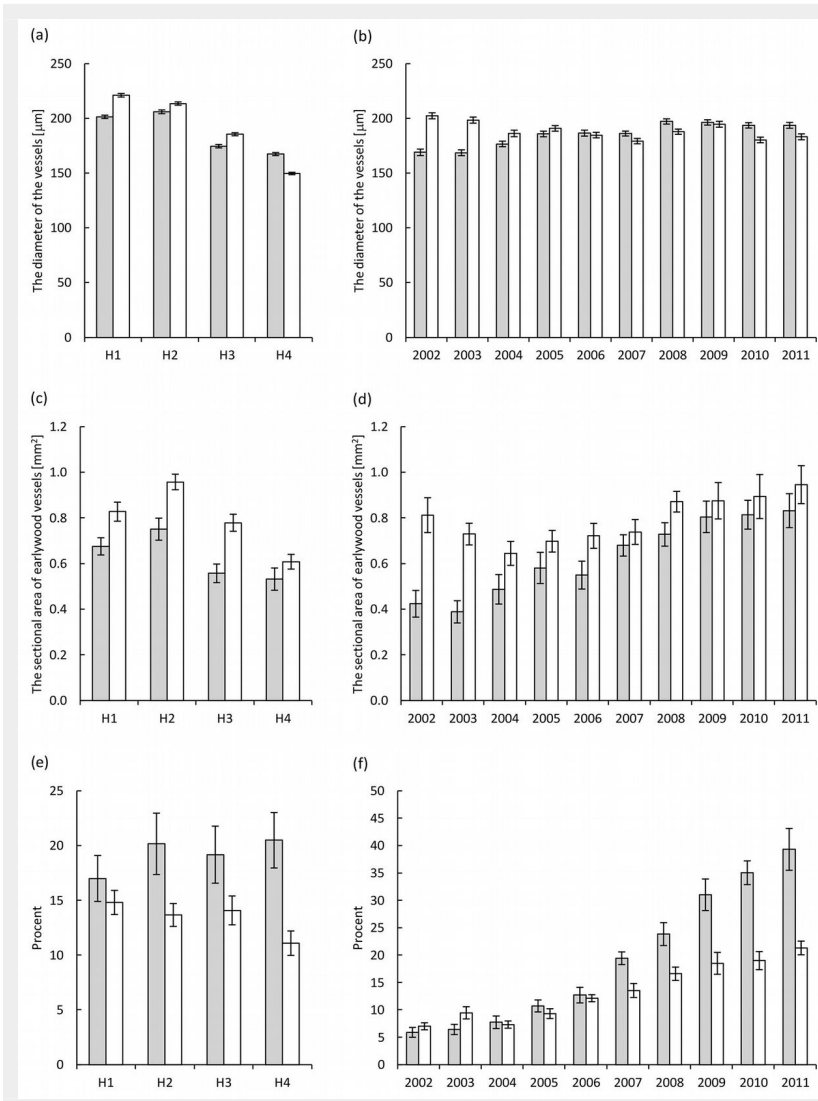 (a)
The diameter of the vessels [µm]
250
200
150
100
50
0
H1 H2 H3 H4
(b)
The diameter of the vessels [µm]
250
200
150
100
50
0
2002 2003 2004 2005 2006 2007 2008 2009 2010 2011
(c)
The sectional area of earlywood vessels [mm²]
1.2
1.0
0.8
0.6
0.4
0.2
0.0
H1 H2 H3 H4
(d)
The sectional area of earlywood vessels [mm²]
1.2
1.0
0.8
0.6
0.4
0.2
0.0
2002 2003 2004 2005 2006 2007 2008 2009 2010 2011
(e)
Procent
25
20
15
10
5
0
H1 H2 H3 H4
(f)
Procent
50
45
40
35
30
25
20
15
10
5
0
2002 2003 2004 2005 2006 2007 2008 2009 2010 2011